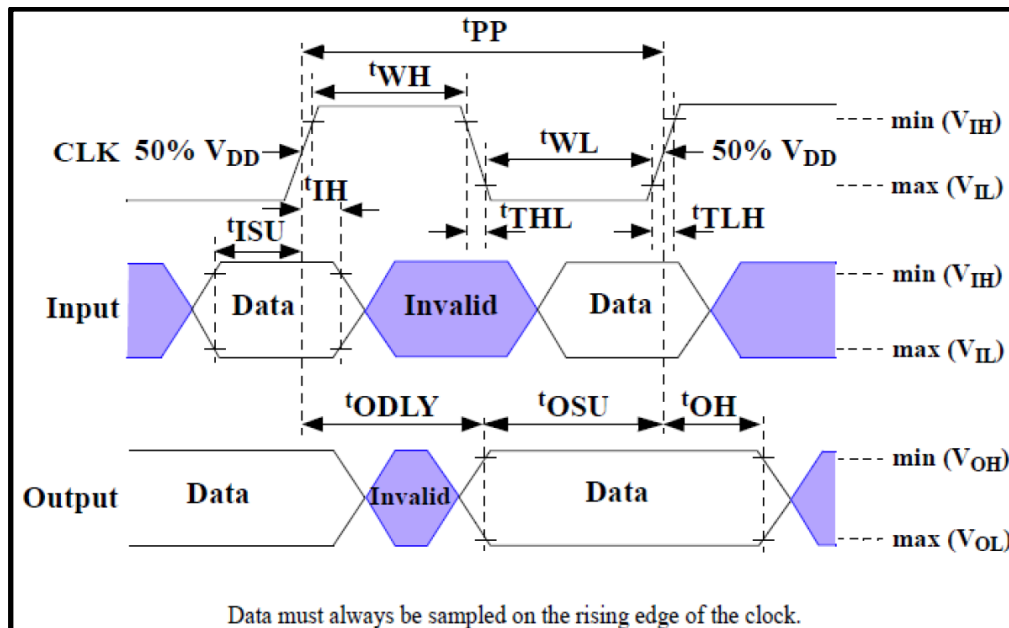 tPP
tWH
min (VIH)
CLK 50% VDD
tWL
50% VDD
tIH
max (VIL)
tTHL
tTLH
tISU
min (VIH)
Input
Data
Invalid
Data
max (VIL)
tODLY
tOSU
tOH
min (VOH)
Output
Data
Invalid
Data
max (VOL)
Data must always be sampled on the rising edge of the clock.